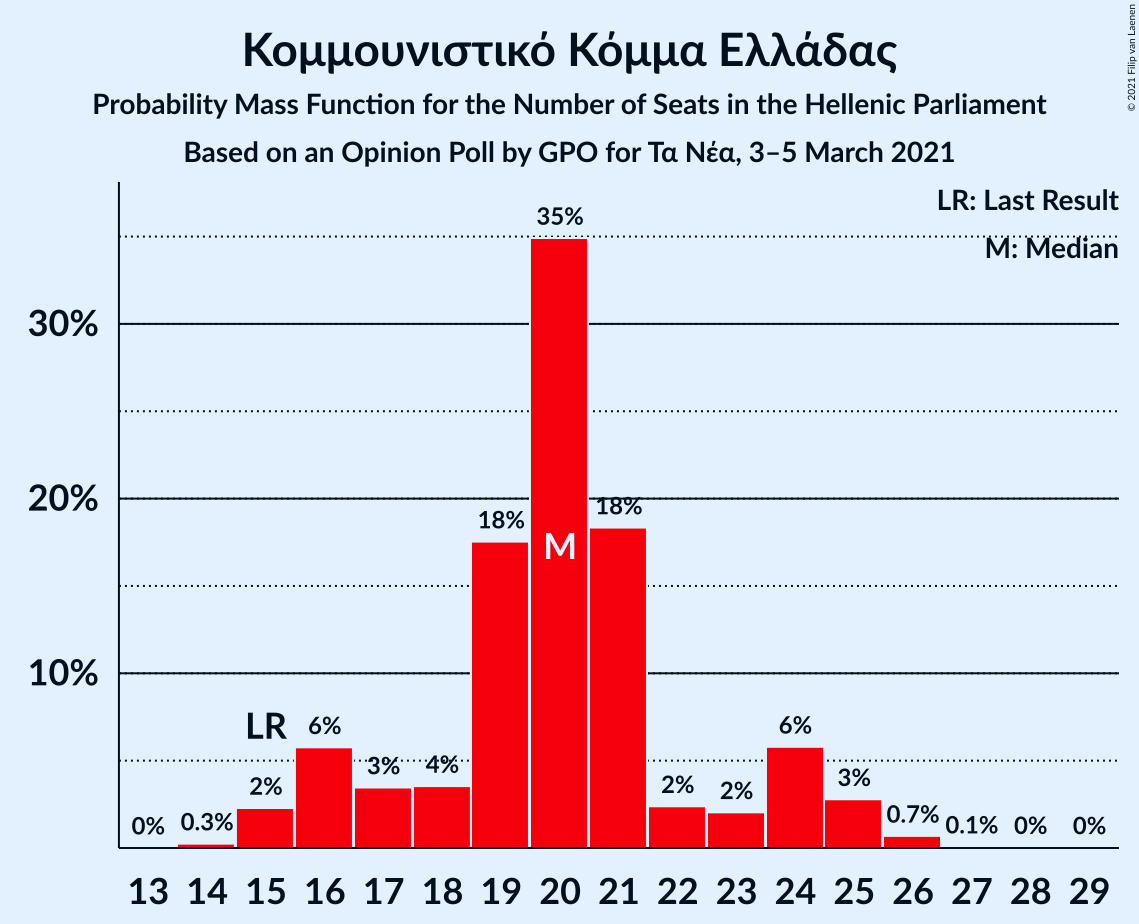 Κομμουνιστικό Κόμμα Ελλάδας
Probability Mass Function for the Number of Seats in the Hellenic Parliament
Based on an Opinion Poll by GPO for Τα Νέα, 3–5 March 2021
© 2021 Filip van Laenen
LR: Last Result
M: Median
35%
30%
20%
18%
18%
M
10%
LR
6%
6%
3%
4%
3%
2%
2%
2%
0%
0.3%
0.7%
0.1%
0%
0%
13 14 15 16 17 18 19 20 21 22 23 24 25 26 27 28 29